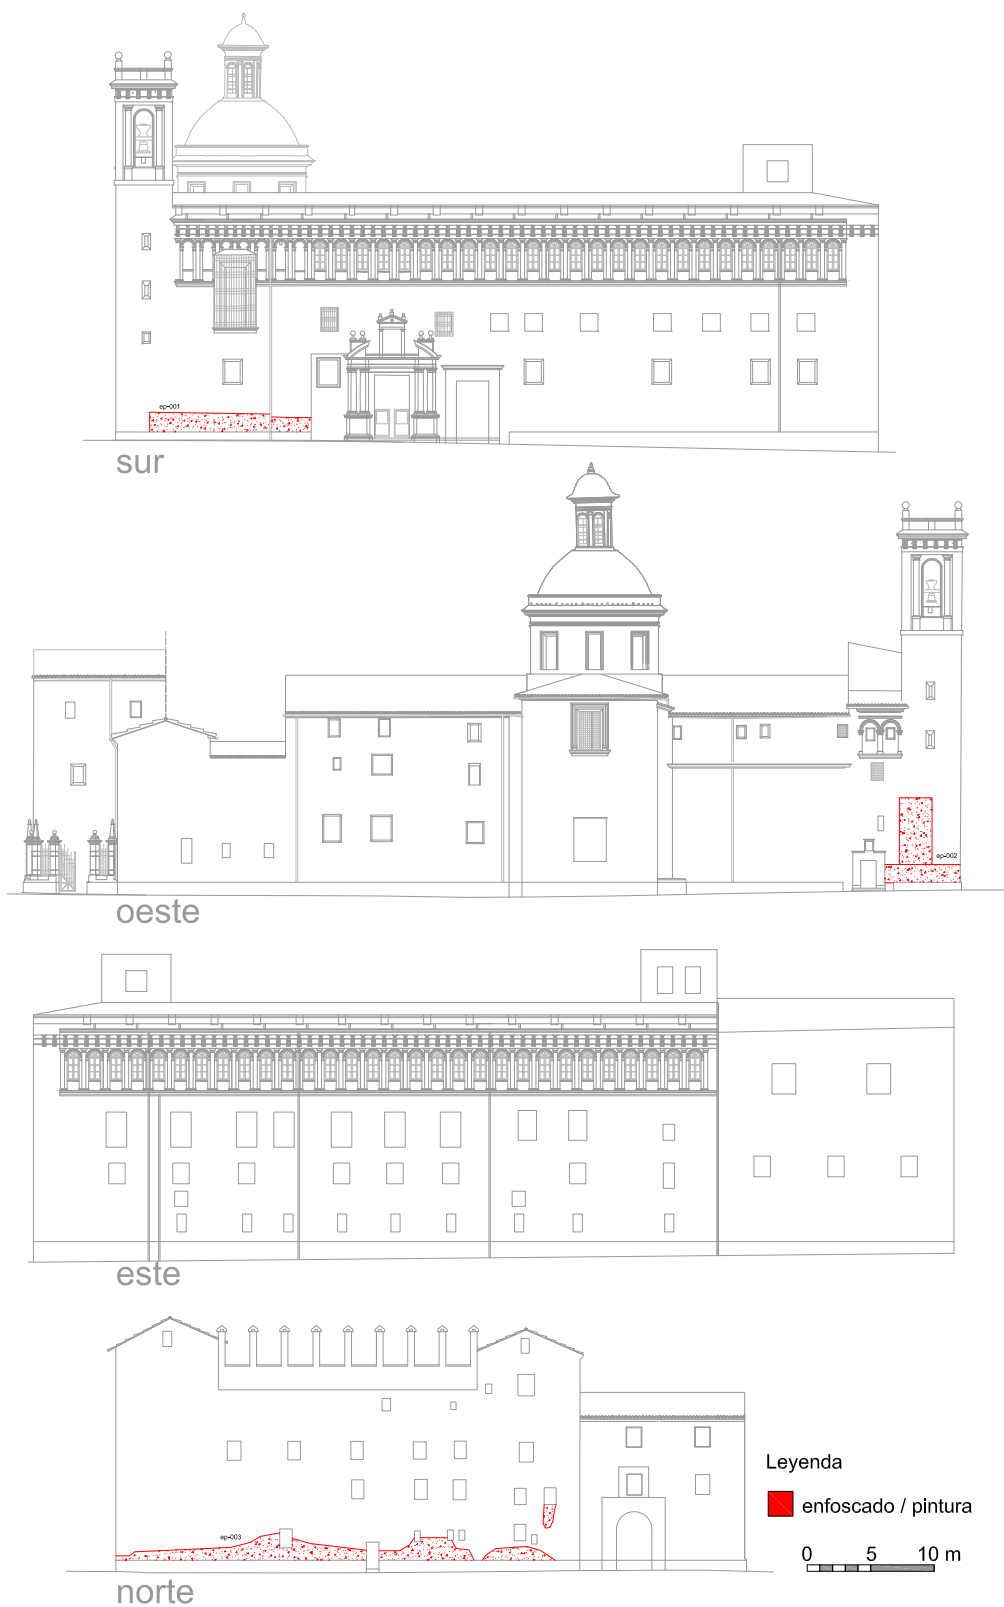 ep-001
sur
ep-002
oeste
este
Leyenda
enfoscado / pintura
ep-003
0 5 10 m
norte